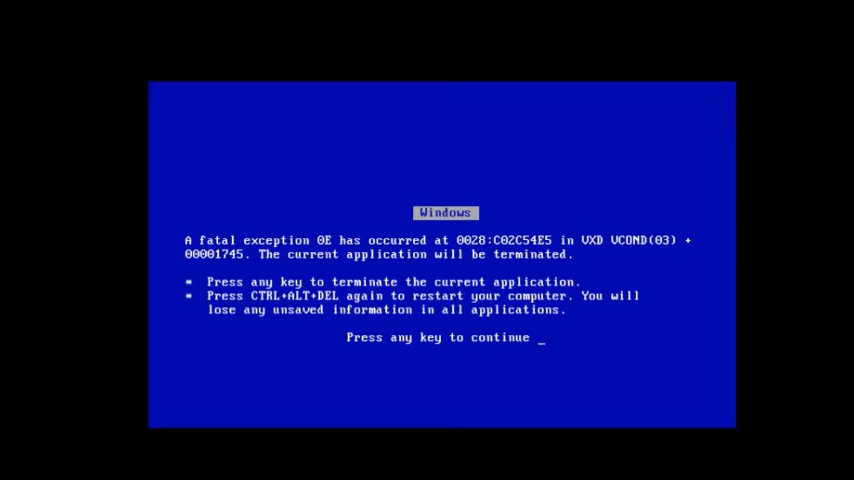 Windows
A fatal exception 0E has occurred at 0028:C02C54E5 in VXD VCOND(03) +
00001745. The current application will be terminated.
* Press any key to terminate the current application.
* Press CTRL+ALT+DEL again to restart your computer. You will
lose any unsaved information in all applications.
Press any key to continue _